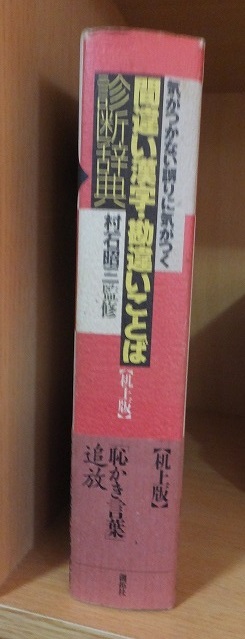 気がつかない誤りに気がつく
間違い漢字・勘違いことば
診断辞典
村石昭三監修
【机上版】
【机上版】
恥かき言葉
追放
創拓社